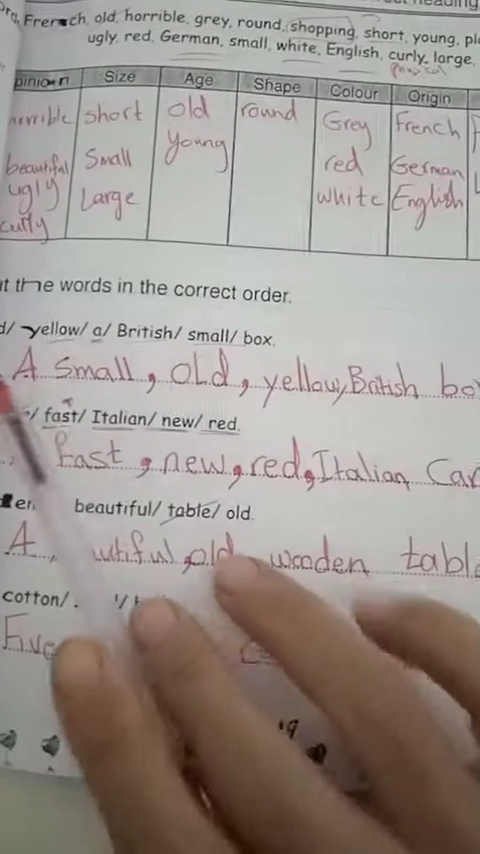 French, old, horrible, grey, round, shopping, short, young,
ugly, red, German, small, white, English, curly, large.
Size Age Shape Colour Origin
horrible short old round Grey French
Young
beautiful Small red German
ugly Large white English
curly
the words in the correct order.
yellow/ a/ British/ small/ box.
A small, old, yellow, British
fast/ Italian/ new/ red.
Fast, new, red, Italian Car
beautiful/ table/ old.
A old wooden table
cotton/
Five